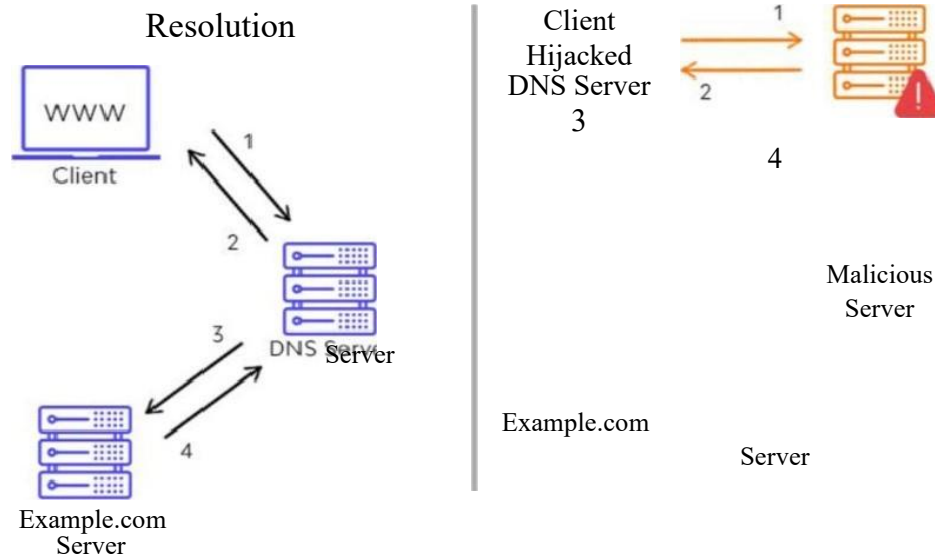 Resolution
WWW
Client
1
2
DNS Server
Server
3
4
Example.com
Server
Client
Hijacked
DNS Server
3
1
2
!
4
Malicious
Server
Example.com
Server